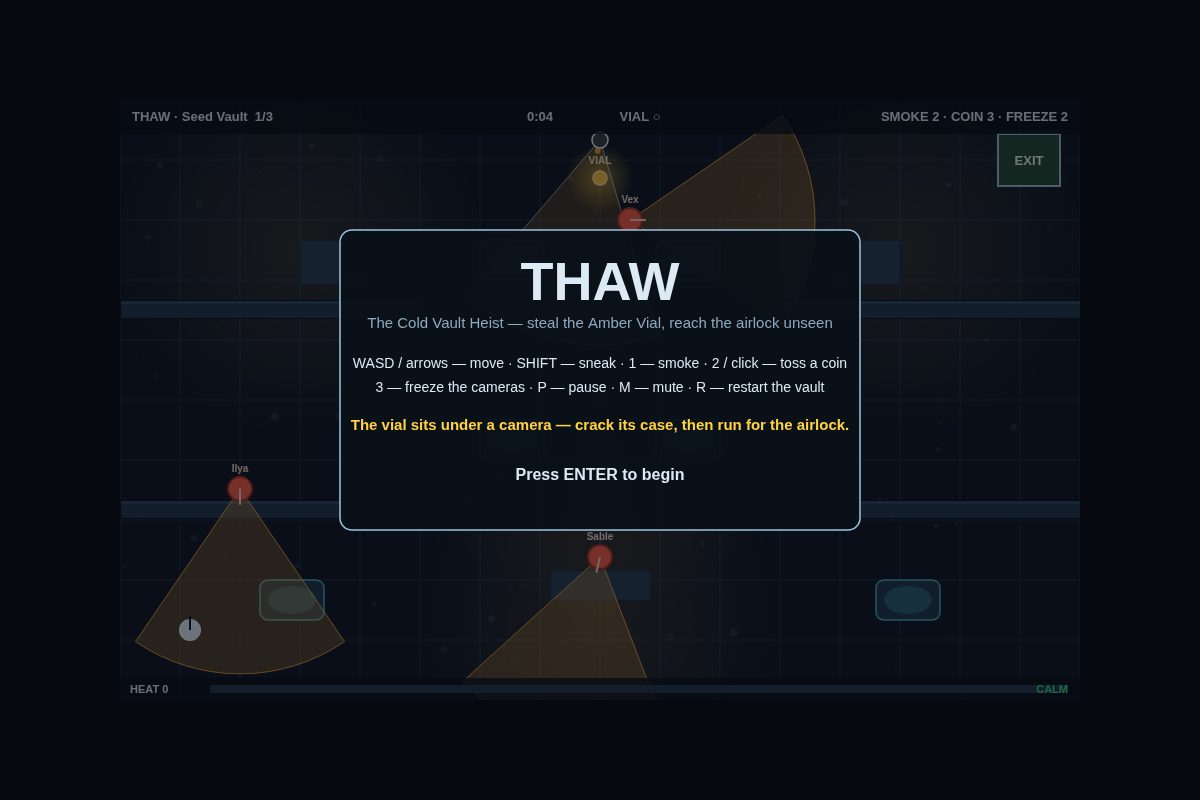 THAW · Seed Vault 1/3
0:04
VIAL ○
SMOKE 2 · COIN 3 · FREEZE 2
VIAL
EXIT
Vex
THAW
The Cold Vault Heist — steal the Amber Vial, reach the airlock unseen
WASD / arrows — move · SHIFT — sneak · 1 — smoke · 2 / click — toss a coin
3 — freeze the cameras · P — pause · M — mute · R — restart the vault
The vial sits under a camera — crack its case, then run for the airlock.
Ilya
Press ENTER to begin
Sable
HEAT 0
CALM